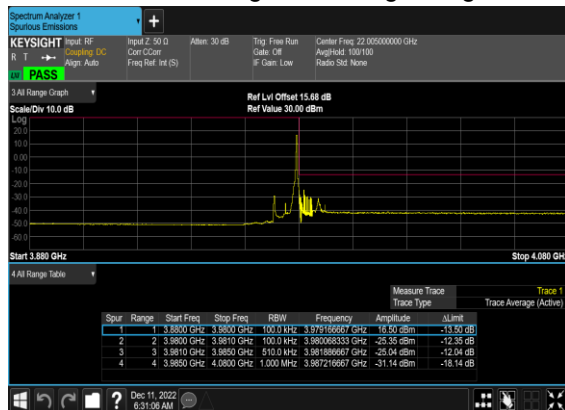 Spectrum Analyzer 1
Spurious Emissions
KEYSIGHT Input: RF Input Z: 50 Ω Atten: 30 dB Trig: Free Run Center Freq: 22.005000000 GHz
R T Coupling: DC Corr CCorr Gate: Off Avg|Hold: 100/100
Align: Auto Freq Ref: Int (S) IF Gain: Low Radio Std: None
LW PASS
3 All Range Graph
Ref Lvl Offset 15.68 dB
Scale/Div 10.0 dB Ref Value 30.00 dBm
Log
20.0
10.0
0.00
-10.0
-20.0
-30.0
-40.0
-50.0
-60.0
Start 3.880 GHz Stop 4.080 GHz
4 All Range Table
Measure Trace Trace 1
Trace Type Trace Average (Active)
Spur Range Start Freq Stop Freq RBW Frequency Amplitude ΔLimit
1 1 3.8800 GHz 3.9800 GHz 100.0 kHz 3.979166667 GHz 16.50 dBm -13.50 dB
2 2 3.9800 GHz 3.9810 GHz 100.0 kHz 3.980068333 GHz -25.35 dBm -12.35 dB
3 3 3.9810 GHz 3.9850 GHz 510.0 kHz 3.981886667 GHz -25.04 dBm -12.04 dB
4 4 3.9850 GHz 4.0800 GHz 1.000 MHz 3.987216667 GHz -31.14 dBm -18.14 dB
? Dec 11, 2022
6:31:06 AM